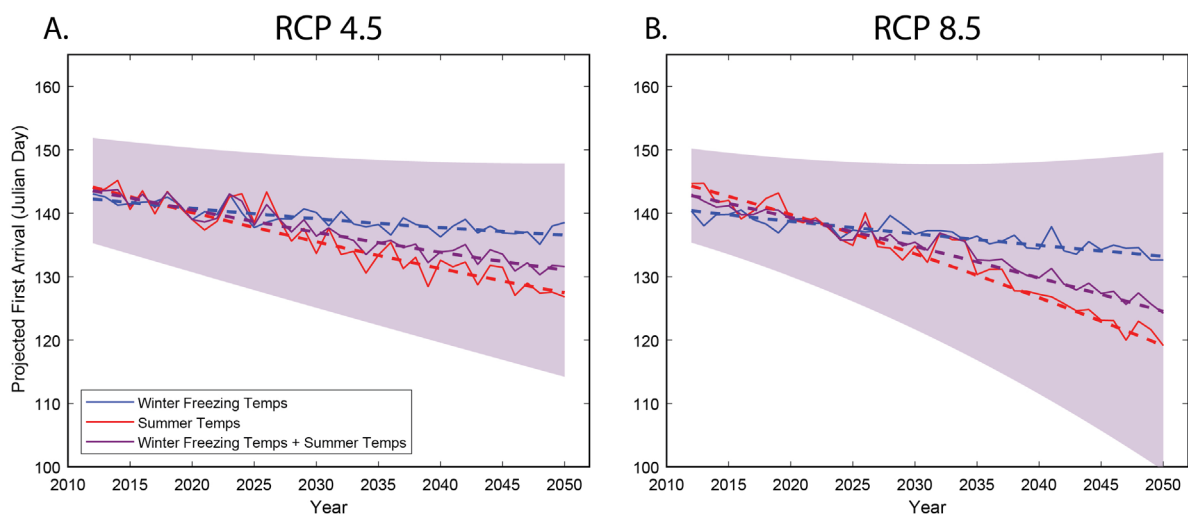 A. RCP 4.5
B. RCP 8.5
Projected First Arrival (Julian Day)
160
150
140
130
120
110
100
Winter Freezing Temps
Summer Temps
Winter Freezing Temps + Summer Temps
2010 2015 2020 2025 2030 2035 2040 2045 2050
Year
160
150
140
130
120
110
100
2010 2015 2020 2025 2030 2035 2040 2045 2050
Year